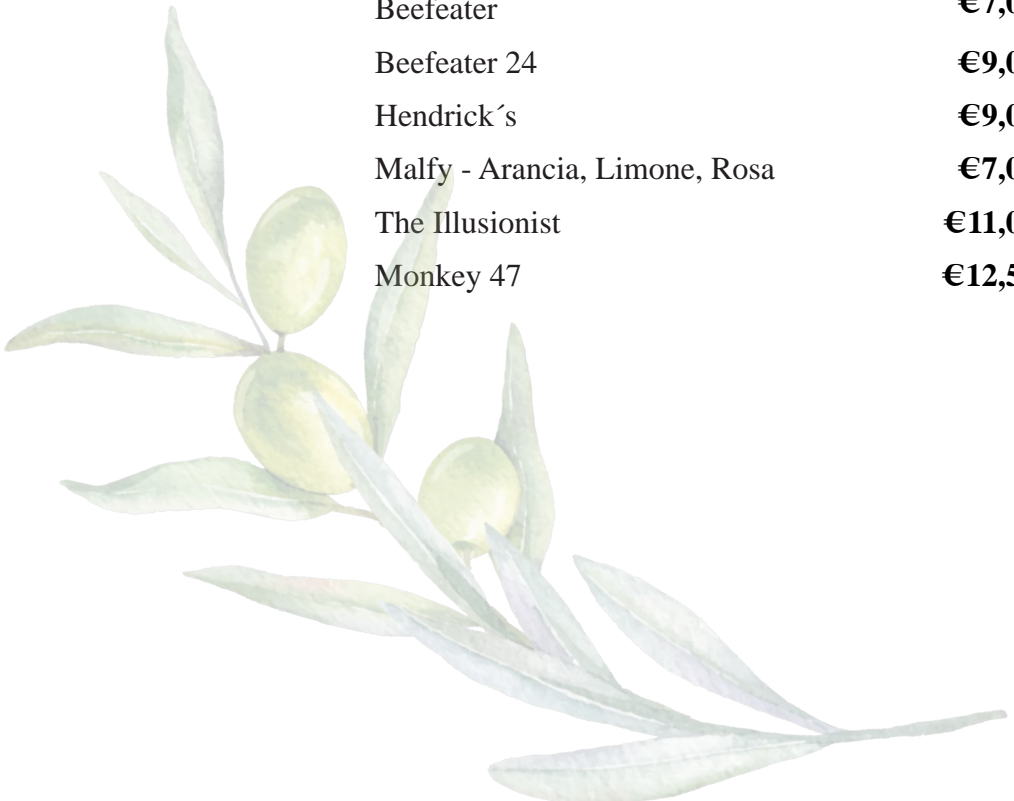 Beefeater €7,0
Beefeater 24 €9,0
Hendrick´s €9,0
Malfy - Arancia, Limone, Rosa €7,0
The Illusionist €11,0
Monkey 47 €12,5